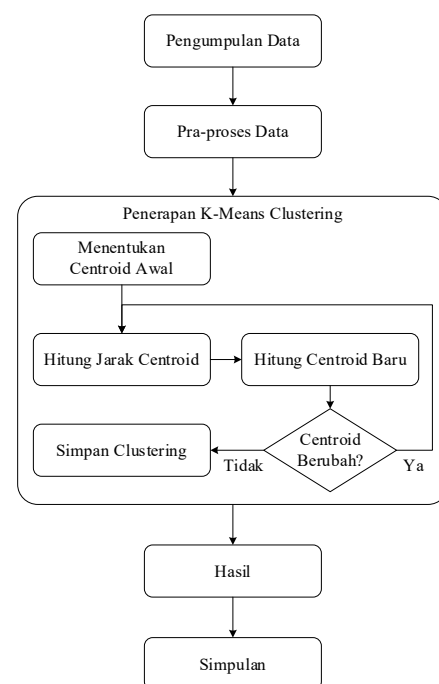 Pengumpulan Data
Pra-proses Data
Penerapan K-Means Clustering
Menentukan
Centroid Awal
Hitung Jarak Centroid
Hitung Centroid Baru
Centroid
Berubah?
Simpan Clustering
Tidak
Ya
Hasil
Simpulan